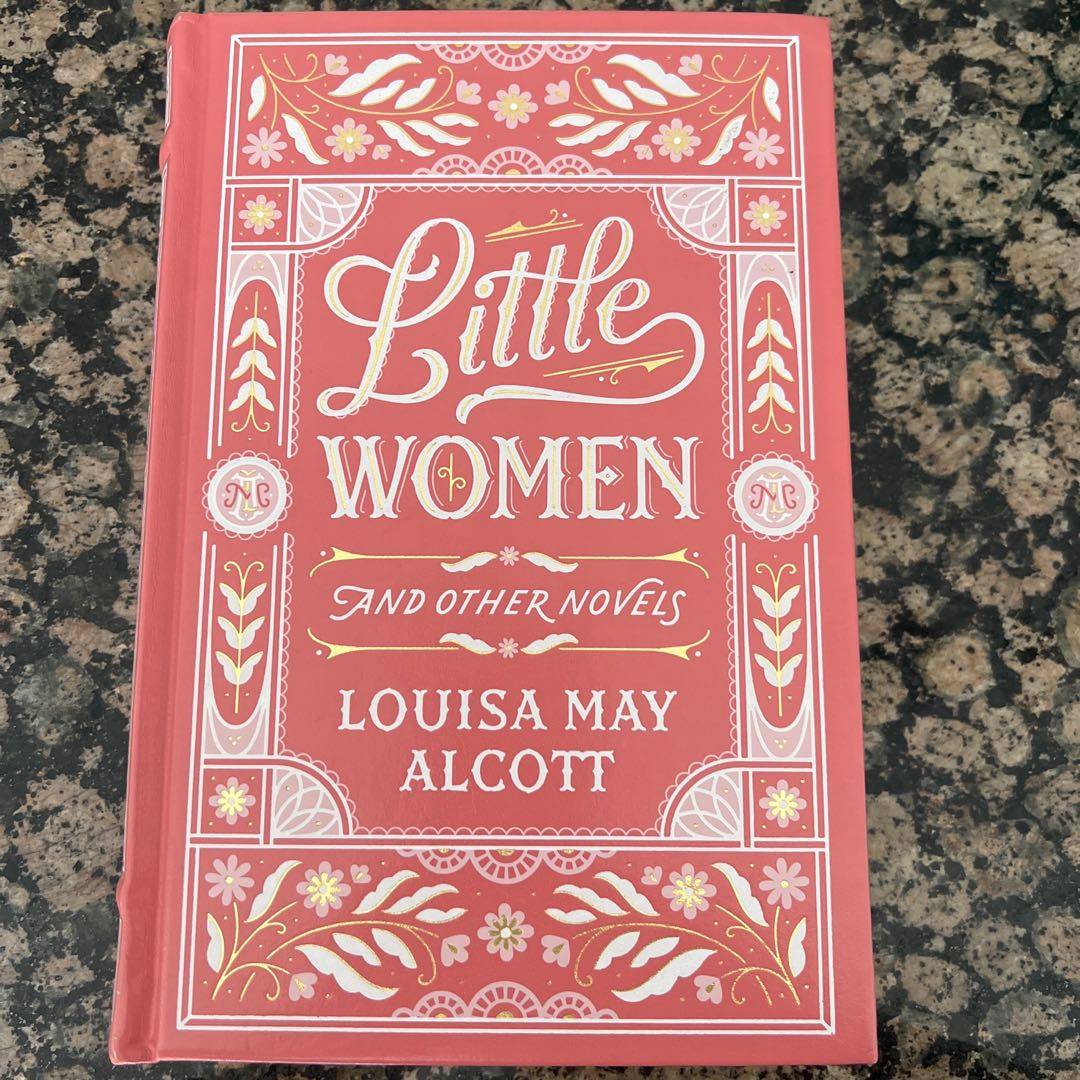 Little
WOMEN
AND OTHER NOVELS
LOUISA MAY
ALCOTT